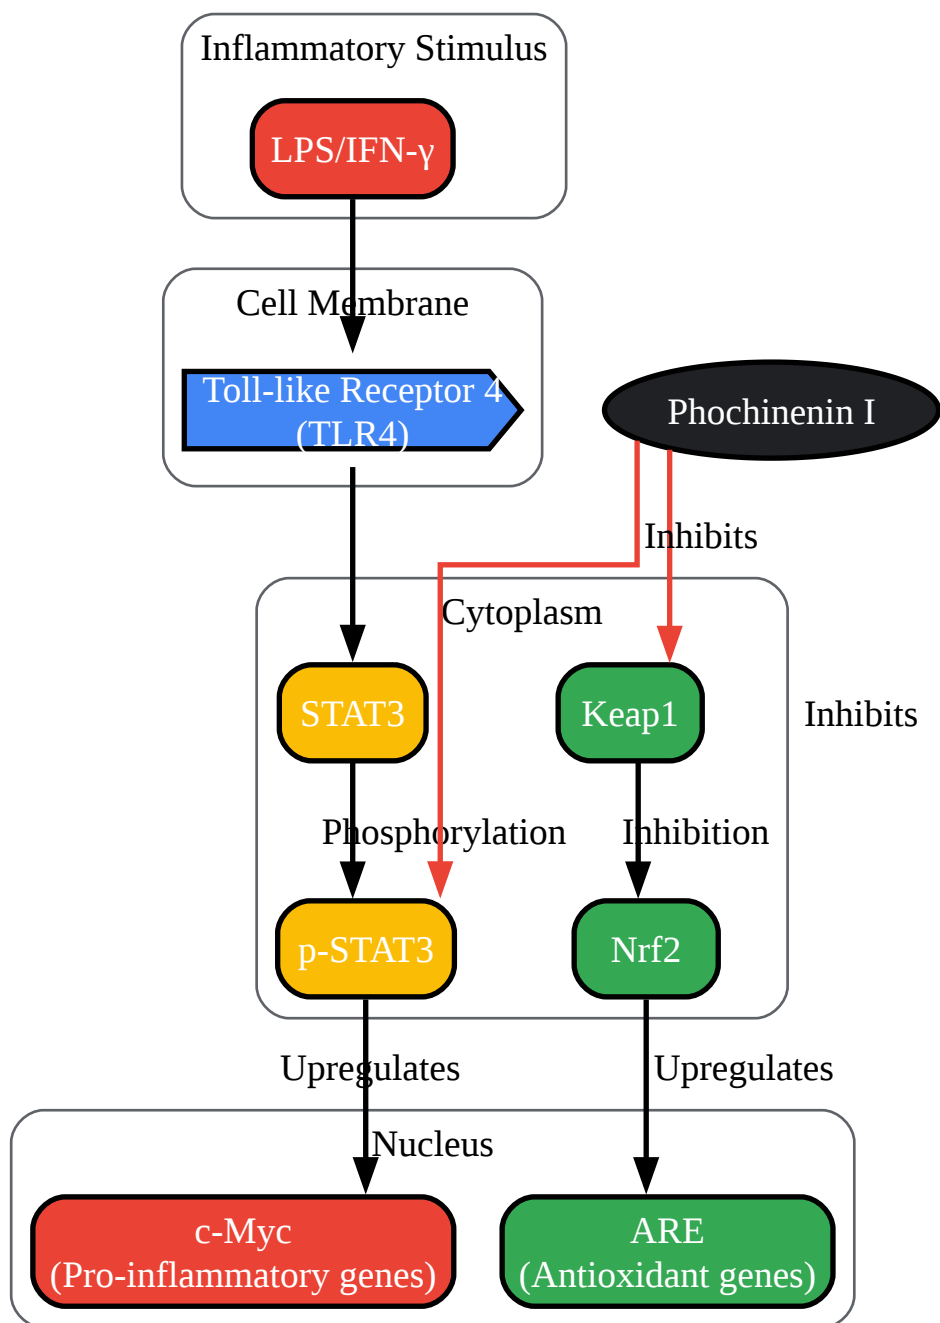 Inflammatory Stimulus
LPS/IFN-γ
Cell Membrane
Toll-like Receptor 4
(TLR4)
Phochinenin I
Inhibits
Cytoplasm
STAT3
Keap1
Inhibits
Phosphorylation
Inhibition
p-STAT3
Nrf2
Upregulates
Upregulates
Nucleus
c-Myc
(Pro-inflammatory genes)
ARE
(Antioxidant genes)